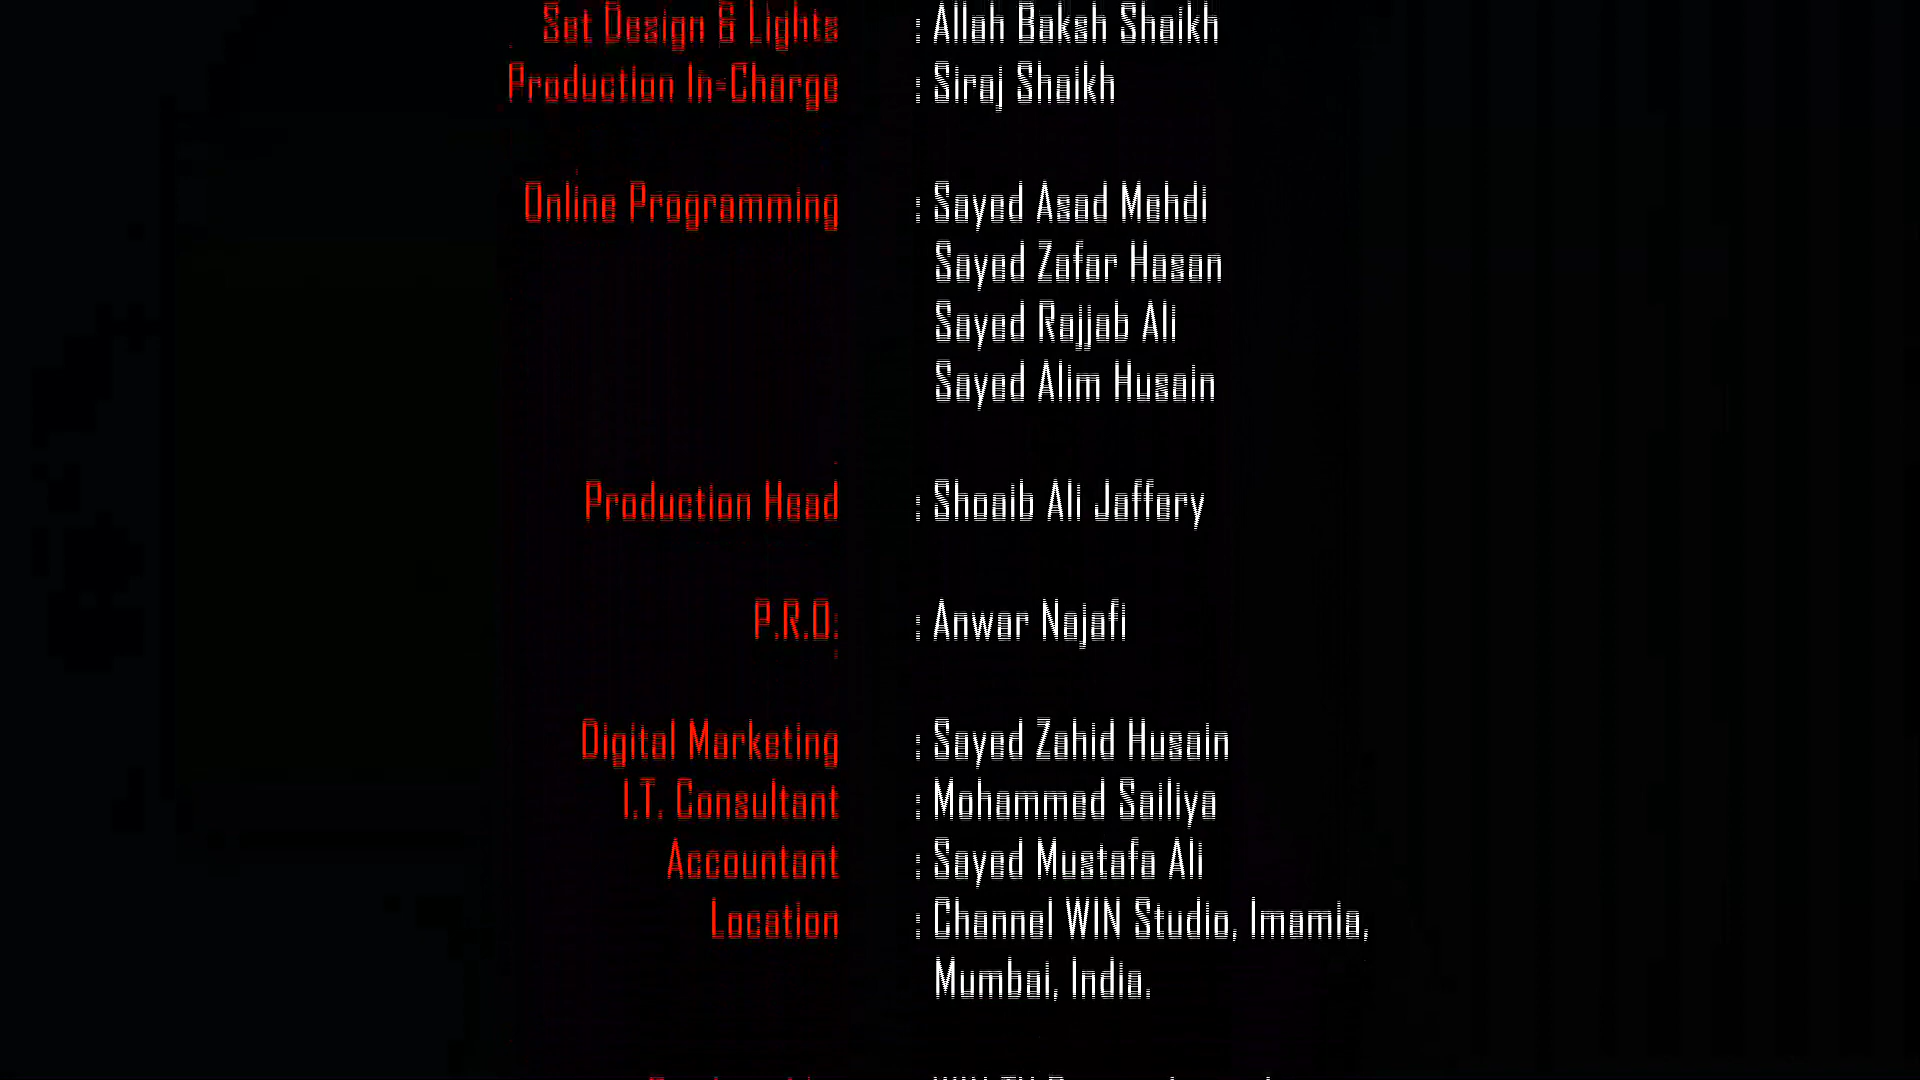 Set Design & Lights : Allah Baksh Shaikh
Production In-Charge : Siraj Shaikh
Online Programming : Sayed Asad Mehdi
Sayed Zafar Hasan
Sayed Rajjab Ali
Sayed Alim Husain
Production Head : Shoaib Ali Jaffery
P.R.O. : Anwar Najafi
Digital Marketing : Sayed Zahid Husain
I.T. Consultant : Mohammed Sailiya
Accountant : Sayed Mustafa Ali
Location : Channel WIN Studio, Imamia,
Mumbai, India.